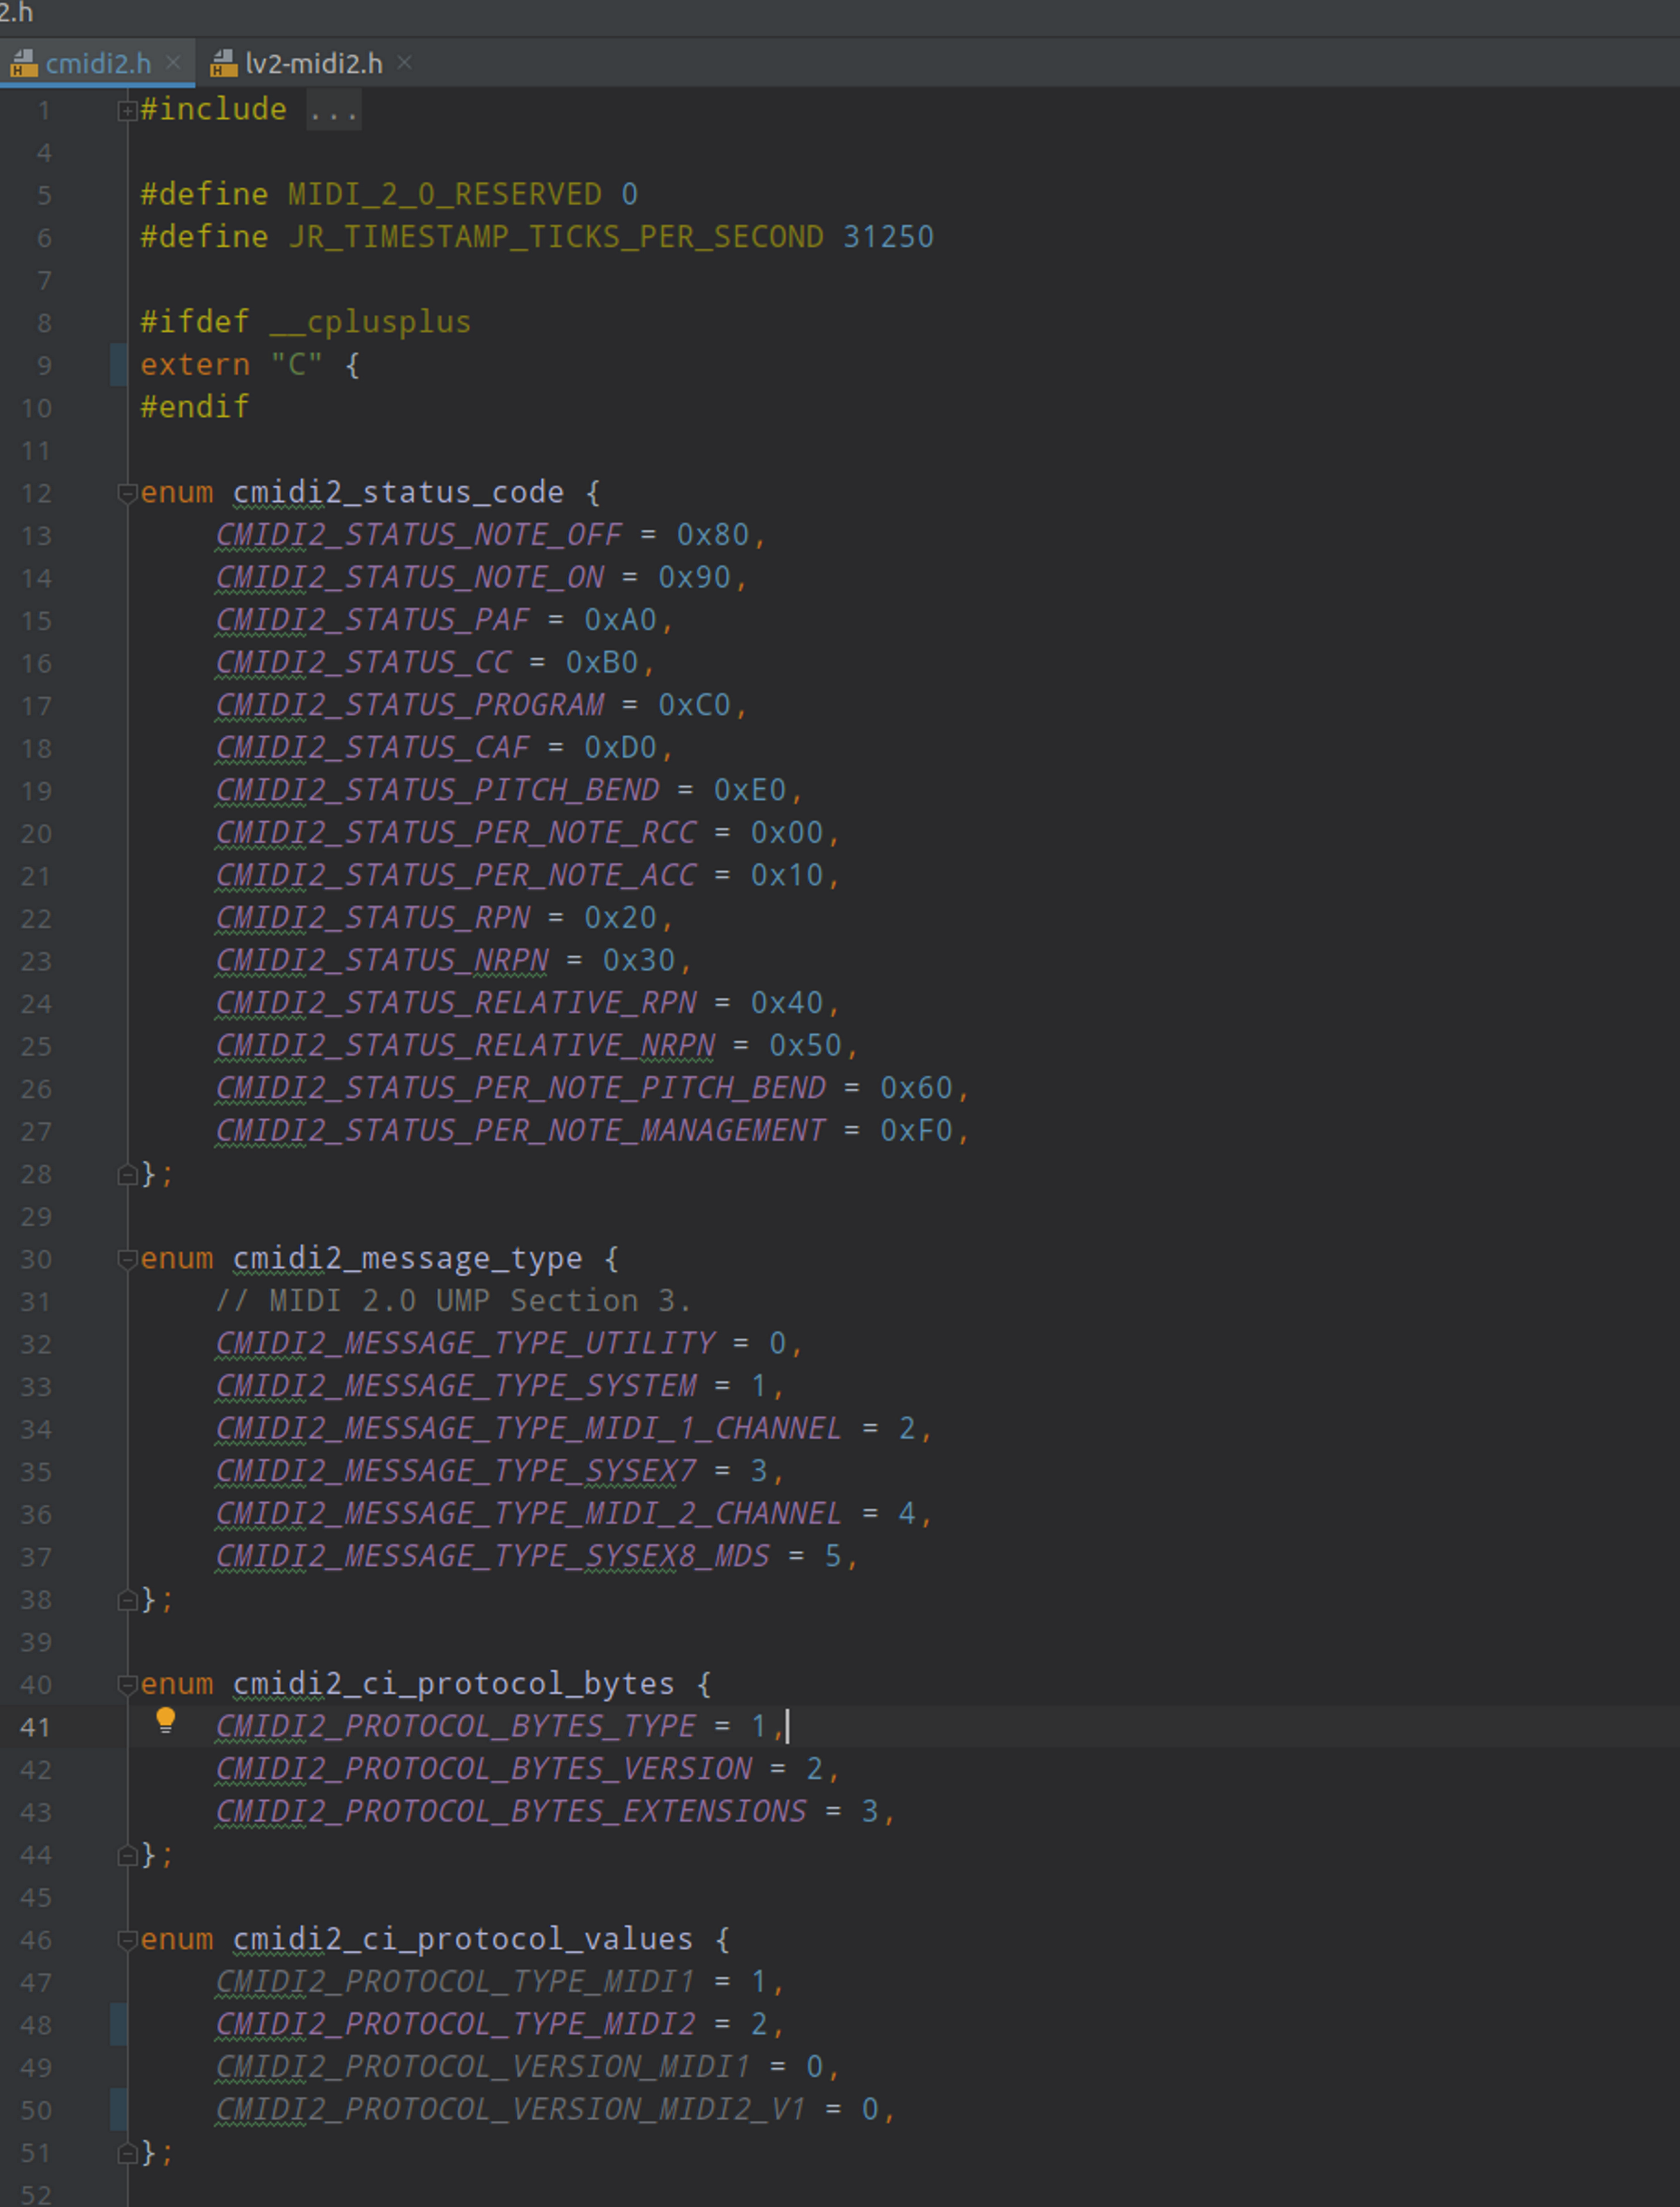 2.h
cmidi2.h × lv2-midi2.h ×
1 #include ...
4
5 #define MIDI_2_0_RESERVED 0
6 #define JR_TIMESTAMP_TICKS_PER_SECOND 31250
7
8 #ifdef __cplusplus
9 extern "C" {
10 #endif
11
12 enum cmidi2_status_code {
13 CMIDI2_STATUS_NOTE_OFF = 0x80,
14 CMIDI2_STATUS_NOTE_ON = 0x90,
15 CMIDI2_STATUS_PAF = 0xA0,
16 CMIDI2_STATUS_CC = 0xB0,
17 CMIDI2_STATUS_PROGRAM = 0xC0,
18 CMIDI2_STATUS_CAF = 0xD0,
19 CMIDI2_STATUS_PITCH_BEND = 0xE0,
20 CMIDI2_STATUS_PER_NOTE_RCC = 0x00,
21 CMIDI2_STATUS_PER_NOTE_ACC = 0x10,
22 CMIDI2_STATUS_RPN = 0x20,
23 CMIDI2_STATUS_NRPN = 0x30,
24 CMIDI2_STATUS_RELATIVE_RPN = 0x40,
25 CMIDI2_STATUS_RELATIVE_NRPN = 0x50,
26 CMIDI2_STATUS_PER_NOTE_PITCH_BEND = 0x60,
27 CMIDI2_STATUS_PER_NOTE_MANAGEMENT = 0xF0,
28 };
29
30 enum cmidi2_message_type {
31 // MIDI 2.0 UMP Section 3.
32 CMIDI2_MESSAGE_TYPE_UTILITY = 0,
33 CMIDI2_MESSAGE_TYPE_SYSTEM = 1,
34 CMIDI2_MESSAGE_TYPE_MIDI_1_CHANNEL = 2,
35 CMIDI2_MESSAGE_TYPE_SYSEX7 = 3,
36 CMIDI2_MESSAGE_TYPE_MIDI_2_CHANNEL = 4,
37 CMIDI2_MESSAGE_TYPE_SYSEX8_MDS = 5,
38 };
39
40 enum cmidi2_ci_protocol_bytes {
41 CMIDI2_PROTOCOL_BYTES_TYPE = 1,
42 CMIDI2_PROTOCOL_BYTES_VERSION = 2,
43 CMIDI2_PROTOCOL_BYTES_EXTENSIONS = 3,
44 };
45
46 enum cmidi2_ci_protocol_values {
47 CMIDI2_PROTOCOL_TYPE_MIDI1 = 1,
48 CMIDI2_PROTOCOL_TYPE_MIDI2 = 2,
49 CMIDI2_PROTOCOL_VERSION_MIDI1 = 0,
50 CMIDI2_PROTOCOL_VERSION_MIDI2_V1 = 0,
51 };
52